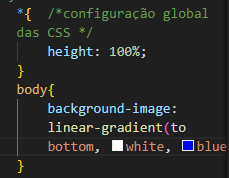 *{  /*configuração global
das CSS */
    height: 100%;
}
body{
    background-image:
    linear-gradient(to
    bottom, white, blue
}